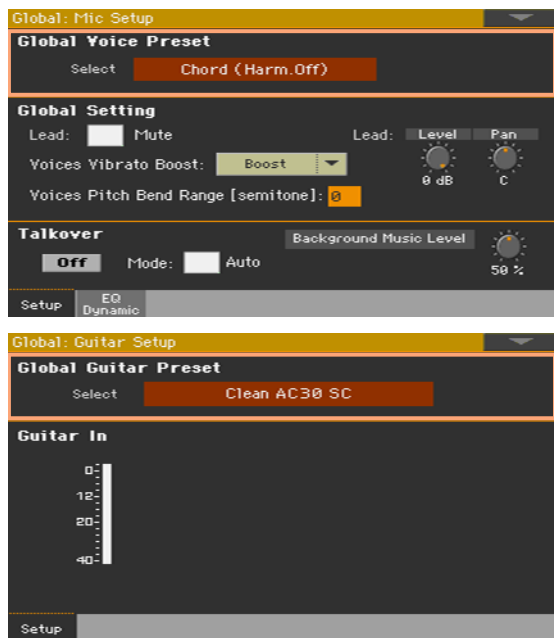 Global: Mic Setup
Global Voice Preset
Select Chord (Harm.Off)
Global Setting
Lead: Mute Lead: Level Pan
Voices Vibrato Boost: Boost
0 dB C
Voices Pitch Bend Range [semitone]: 0
Talkover Background Music Level
Off Mode: Auto
50 %
Setup EQ Dynamic
Global: Guitar Setup
Global Guitar Preset
Select Clean AC30 SC
Guitar In
0
12
20
40
Setup